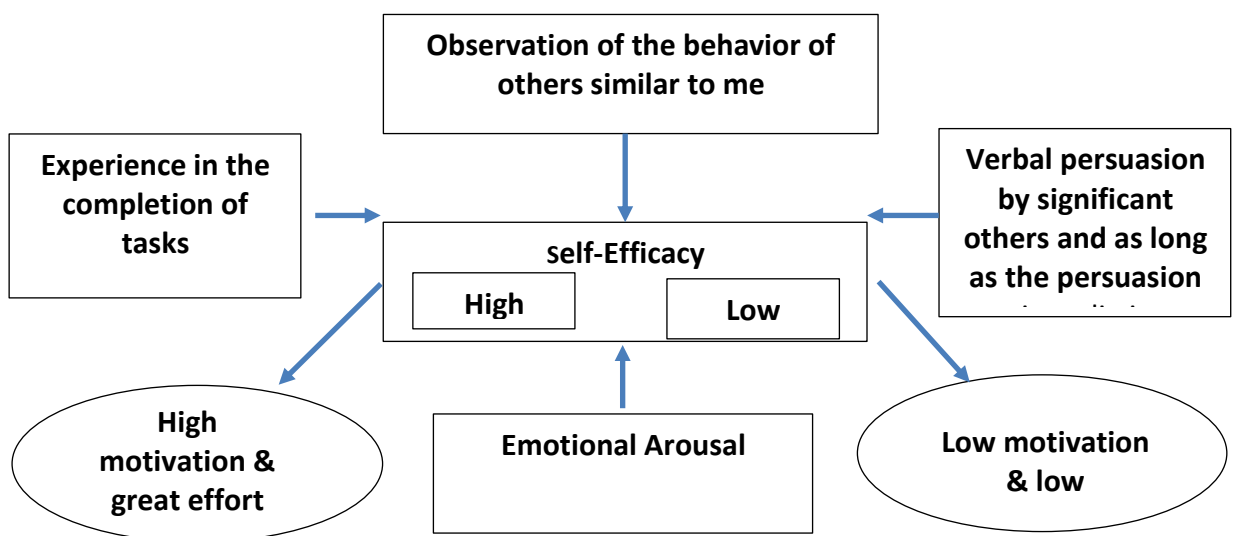 Observation of the behavior of
others similar to me
Experience in the
completion of
tasks
Verbal persuasion
by significant
others and as long
as the persuasion
self-Efficacy
High
Low
High
motivation &
great effort
Emotional Arousal
Low motivation
& low